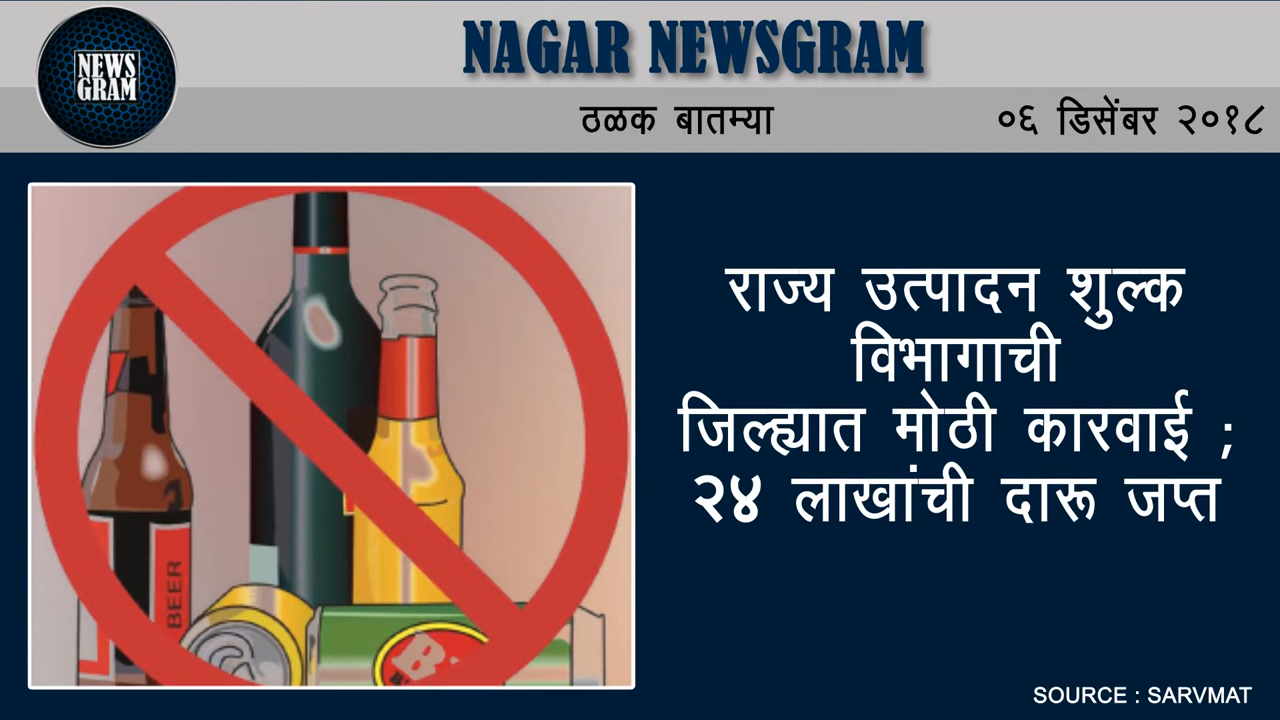 NEWS
GRAM
NAGAR NEWSGRAM
ठळक बातम्या
०६ डिसेंबर २०१८
राज्य उत्पादन शुल्क
विभागाची
जिल्ह्यात मोठी कारवाई ;
२४ लाखांची दारू जप्त
BEER
SOURCE : SARVMAT